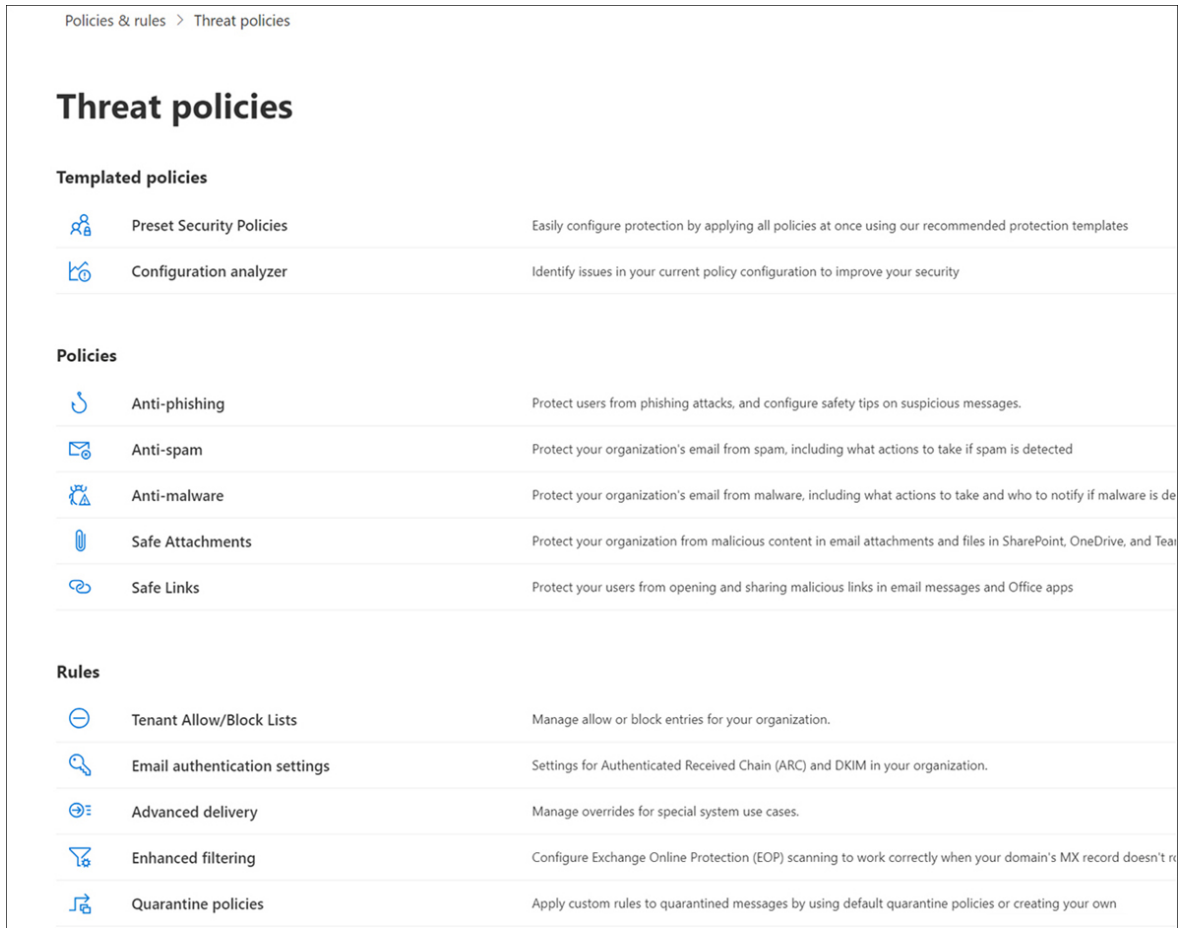 Policies & rules > Threat policies
Threat policies
Templated policies
Preset Security Policies Easily configure protection by applying all policies at once using our recommended protection templates
Configuration analyzer Identify issues in your current policy configuration to improve your security
Policies
Anti-phishing Protect users from phishing attacks, and configure safety tips on suspicious messages.
Anti-spam Protect your organization's email from spam, including what actions to take if spam is detected
Anti-malware Protect your organization's email from malware, including what actions to take and who to notify if malware is de
Safe Attachments Protect your organization from malicious content in email attachments and files in SharePoint, OneDrive, and Tea
Safe Links Protect your users from opening and sharing malicious links in email messages and Office apps
Rules
Tenant Allow/Block Lists Manage allow or block entries for your organization.
Email authentication settings Settings for Authenticated Received Chain (ARC) and DKIM in your organization.
Advanced delivery Manage overrides for special system use cases.
Enhanced filtering Configure Exchange Online Protection (EOP) scanning to work correctly when your domain's MX record doesn't r
Quarantine policies Apply custom rules to quarantined messages by using default quarantine policies or creating your own